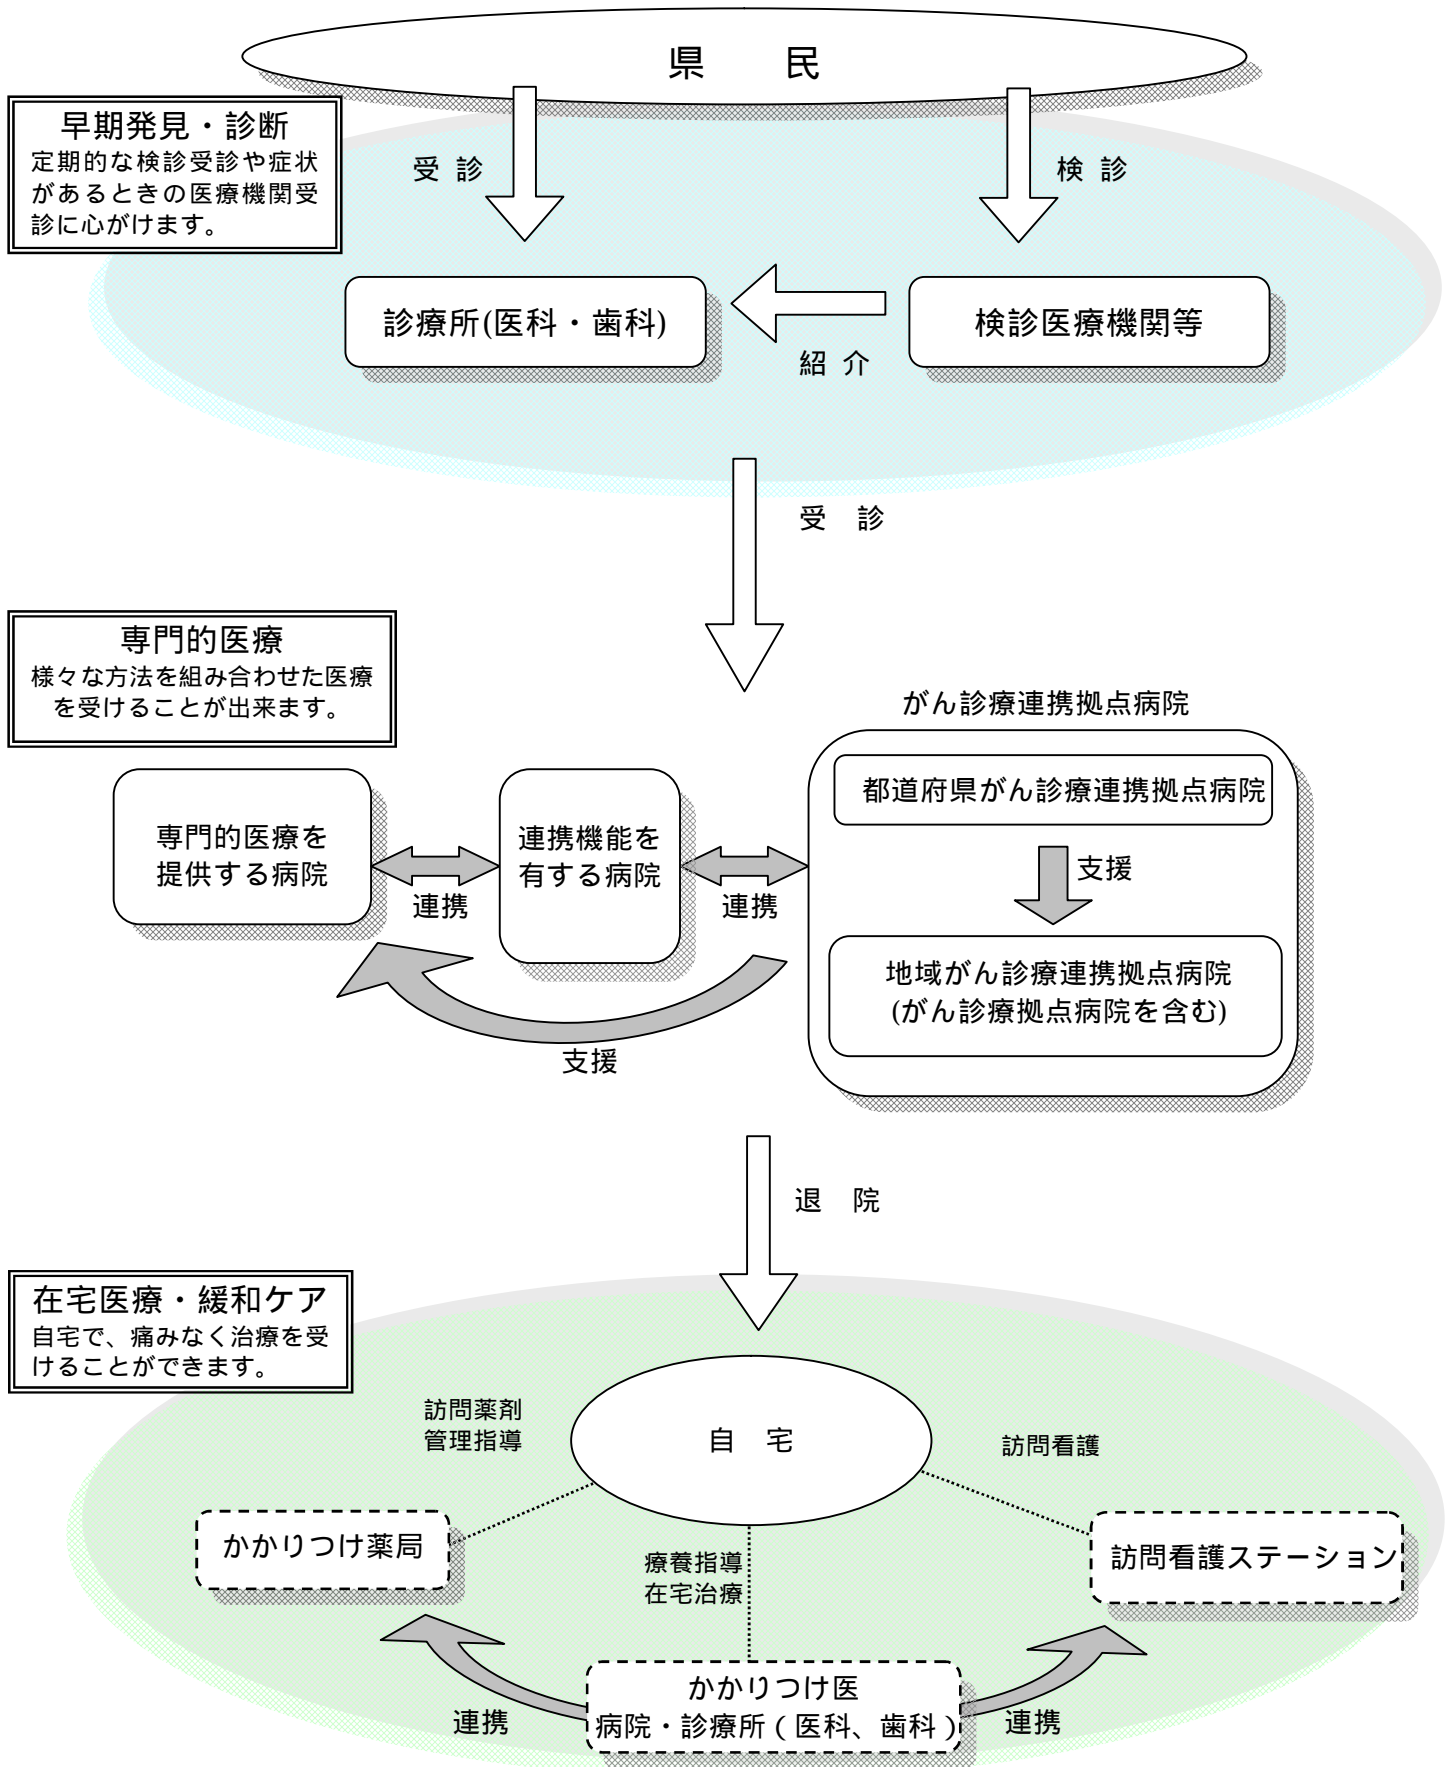 県　　民
早期発見・診断
定期的な検診受診や症状
があるときの医療機関受
診に心がけます。
受 診
検 診
診療所(医科・歯科)
検診医療機関等
紹 介
受　診
専門的医療
様々な方法を組み合わせた医療
を受けることが出来ます。
がん診療連携拠点病院
都道府県がん診療連携拠点病院
専門的医療を
提供する病院
連携機能を
有する病院
支援
連携
連携
地域がん診療連携拠点病院
(がん診療拠点病院を含む)
支援
退　院
在宅医療・緩和ケア
自宅で、痛みなく治療を受
けることができます。
訪問薬剤
管理指導
自　宅
訪問看護
かかりつけ薬局
療養指導
在宅治療
訪問看護ステーション
かかりつけ医
病院・診療所（医科、歯科）
連携
連携